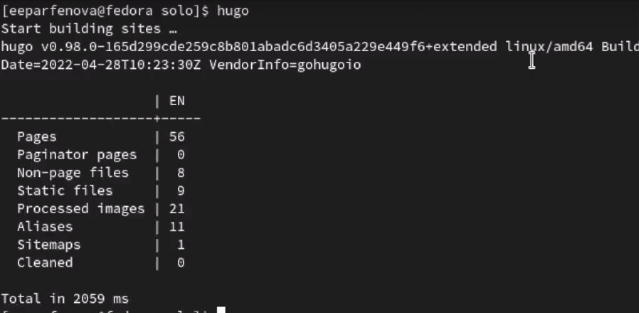 [eeparfenova@fedora solo]$ hugo
Start building sites …
hugo v0.98.0-165d299cde259c8b801abadc6d3405a229e449f6+extended linux/amd64 Build
Date=2022-04-28T10:23:30Z VendorInfo=gohugoio
| EN
-------------------+-----
Pages | 56
Paginator pages | 0
Non-page files | 8
Static files | 9
Processed images | 21
Aliases | 11
Sitemaps | 1
Cleaned | 0
Total in 2059 ms